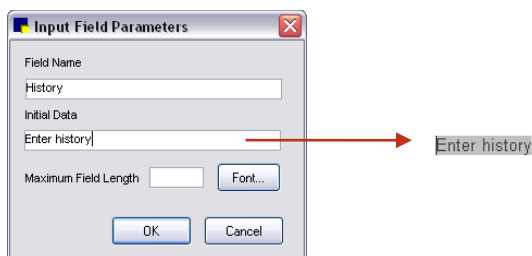 Input Field Parameters
Field Name
History
Initial Data
Enter history
Enter history
Maximum Field Length
Font...
OK
Cancel